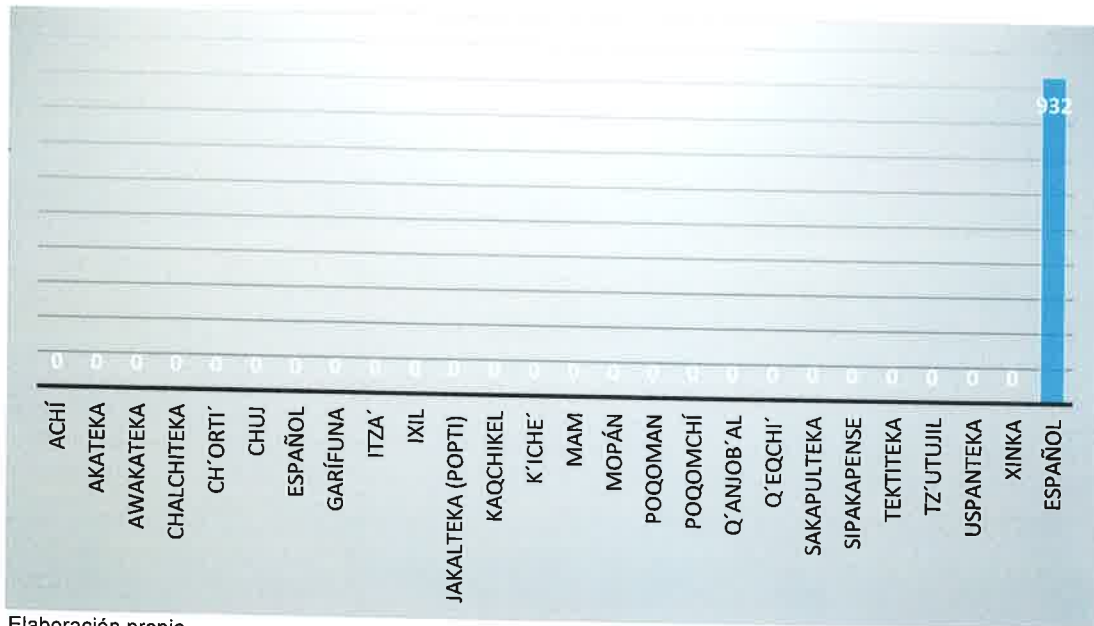 932
0 0 0 0 0 0 0 0 0 0 0 0 0 0 0 0 0 0 0 0 0 0 0 0 0
ACHÍ
AKATEKA
AWAKATEKA
CHALCHITEKA
CH´ORTI´
CHUJ
ESPAÑOL
GARÍFUNA
ITZA´
IXIL
JAKALTEKA (POPTI)
KAQCHIKEL
K´ICHE´
MAM
MOPÁN
POQOMAN
POQOMCHÍ
Q´ANJOB´AL
Q´EQCHI´
SAKAPULTEKA
SIPAKAPENSE
TEKTITEKA
TZ´UTUJIL
USPANTEKA
XINKA
ESPAÑOL